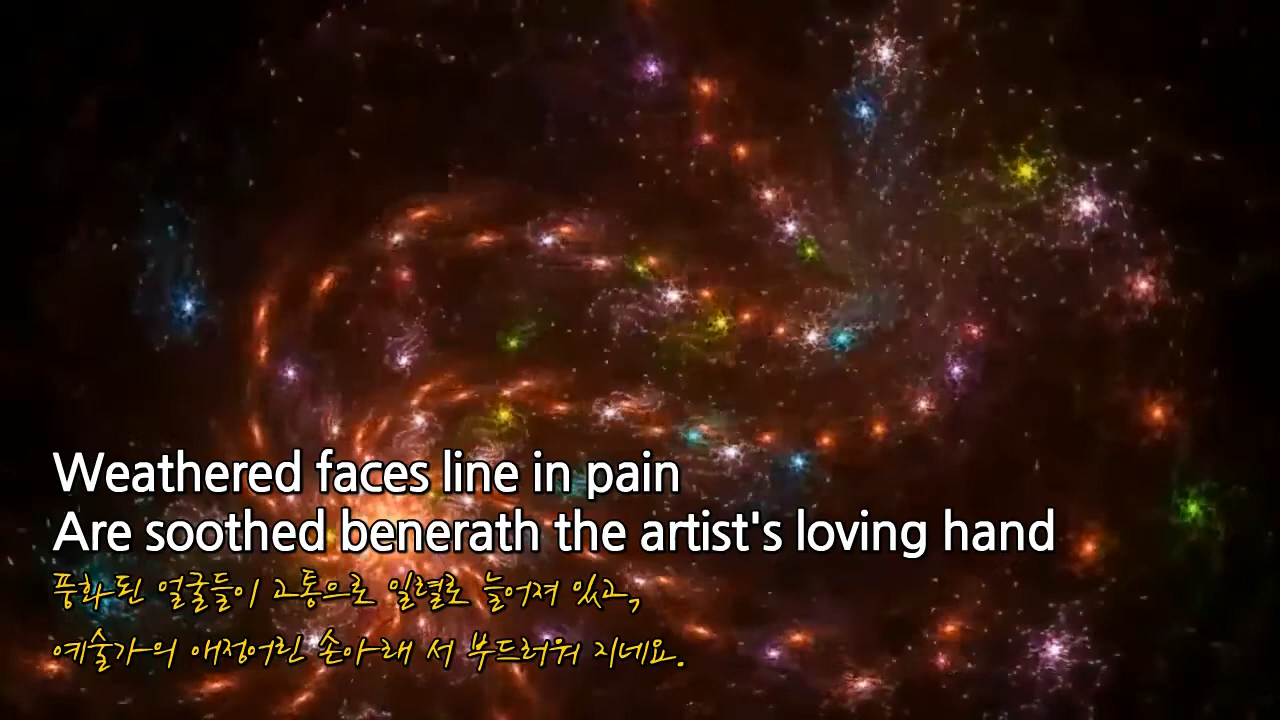 Weathered faces line in pain
Are soothed benerath the artist's loving hand
풍화된 얼굴들이 고통으로 일렬로 늘어져 있고,
예술가의 애정어린 손아래 서 부드러워 지네요.